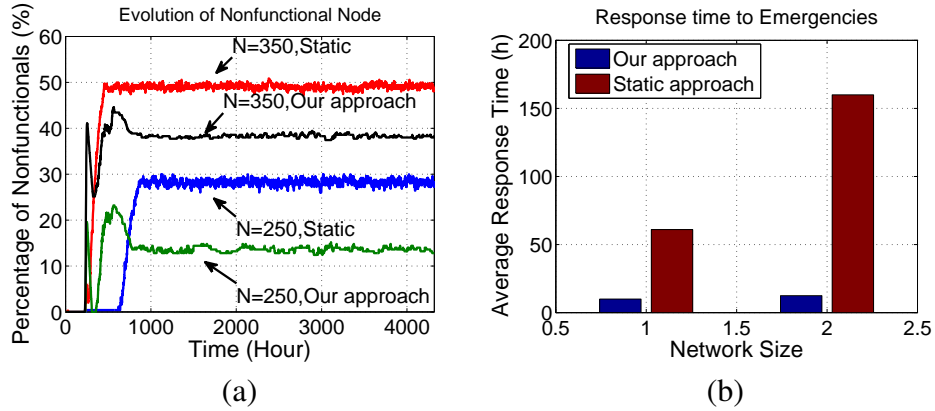 Evolution of Nonfunctional Node
Percentage of Nonfunctionals (%)
60
50
40
30
20
10
0
N=350,Static
N=350,Our approach
N=250,Static
N=250,Our approach
0 1000 2000 3000 4000
Time (Hour)
(a)
Response time to Emergencies
Average Response Time (h)
200
150
100
50
0
Our approach
Static approach
0.5 1 1.5 2 2.5
Network Size
(b)